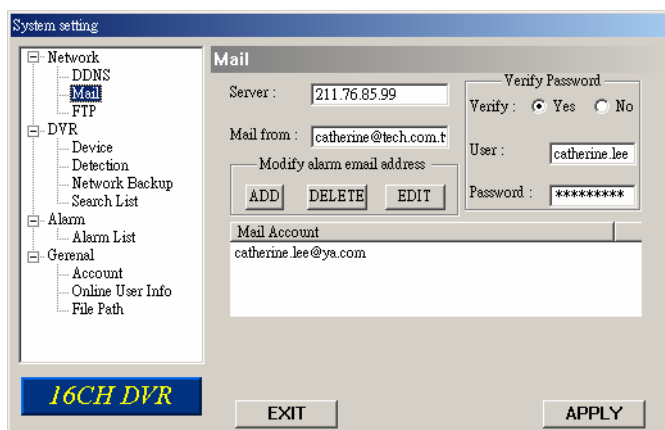 System setting
Network
DDNS
Mail
FTP
DVR
Device
Detection
Network Backup
Search List
Alarm
Alarm List
Gerenal
Account
Online User Info
File Path
16CH DVR
Mail
Server :
211.76.85.99
Mail from :
catherine@tech.com.t
Modify alarm email address
ADD
DELETE
EDIT
Verify Password
Verify :
Yes
No
User :
catherine.lee
Password :
*********
Mail Account
catherine.lee@ya.com
EXIT
APPLY